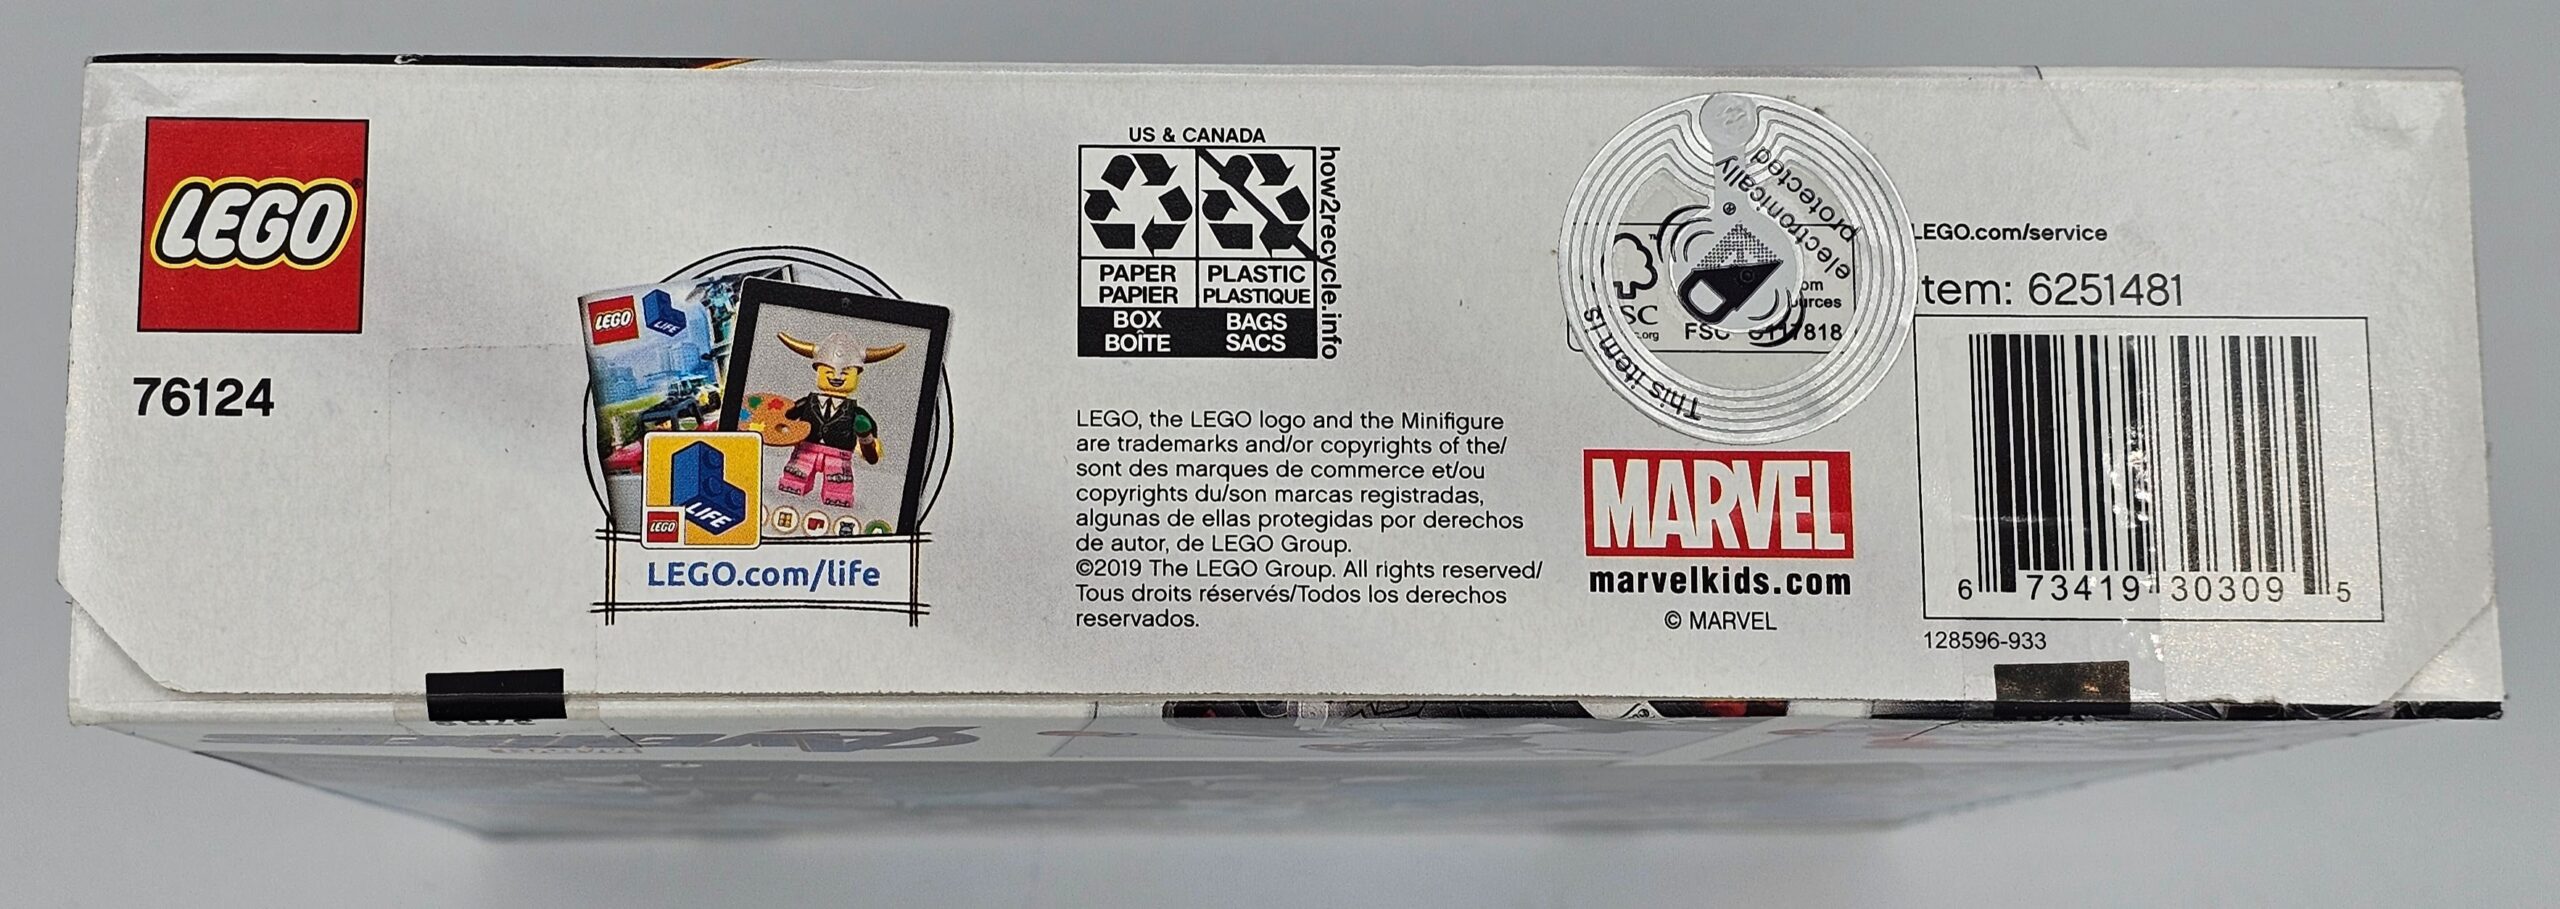 LEGO
76124
LEGO
LIFE
LIFE
LEGO
LEGO.com/life
US & CANADA
PAPER
PAPIER
BOX
BOÎTE
PLASTIC
PLASTIQUE
BAGS
SACS
how2recycle.info
LEGO, the LEGO logo and the Minifigure
are trademarks and/or copyrights of the/
sont des marques de commerce et/ou
copyrights du/son marcas registradas,
algunas de ellas protegidas por derechos
de autor, de LEGO Group.
©2019 The LEGO Group. All rights reserved/
Tous droits réservés/Todos los derechos
reservados.
This item is
electronically
protected
MARVEL
marvelkids.com
© MARVEL
LEGO.com/service
tem: 6251481
6 73419 30309 5
128596-933